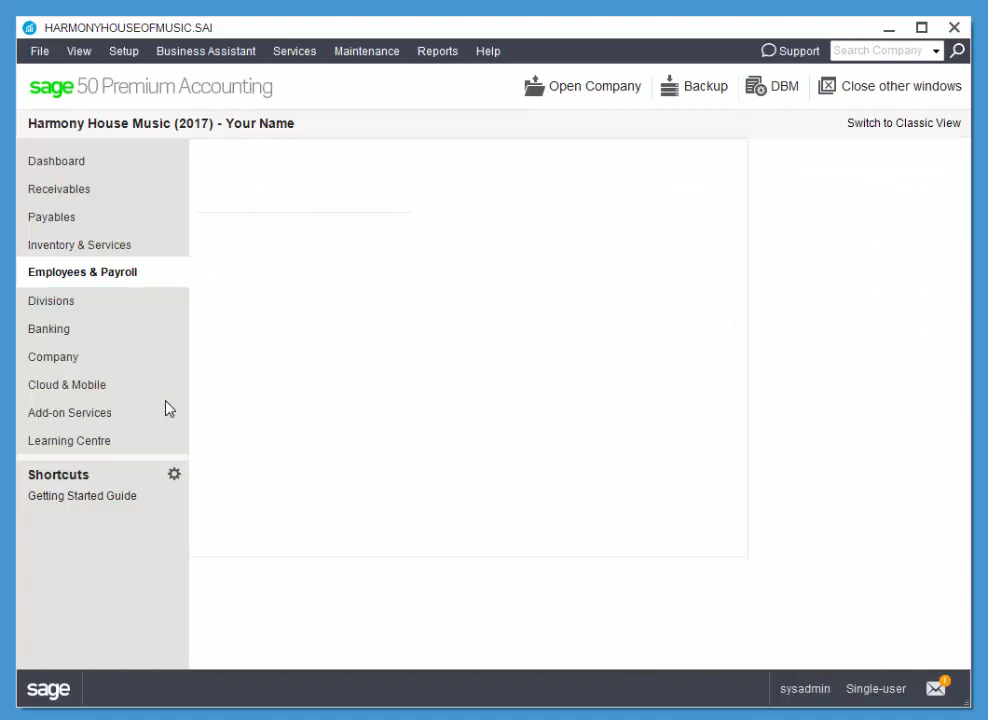 HARMONYHOUSEOFMUSIC.SAI
File View Setup Business Assistant Services Maintenance Reports Help Support Search Company
sage 50 Premium Accounting Open Company Backup DBM Close other windows
Harmony House Music (2017) - Your Name Switch to Classic View
Dashboard
Receivables
Payables
Inventory & Services
Employees & Payroll
Divisions
Banking
Company
Cloud & Mobile
Add-on Services
Learning Centre
Shortcuts
Getting Started Guide
sage sysadmin Single-user 1